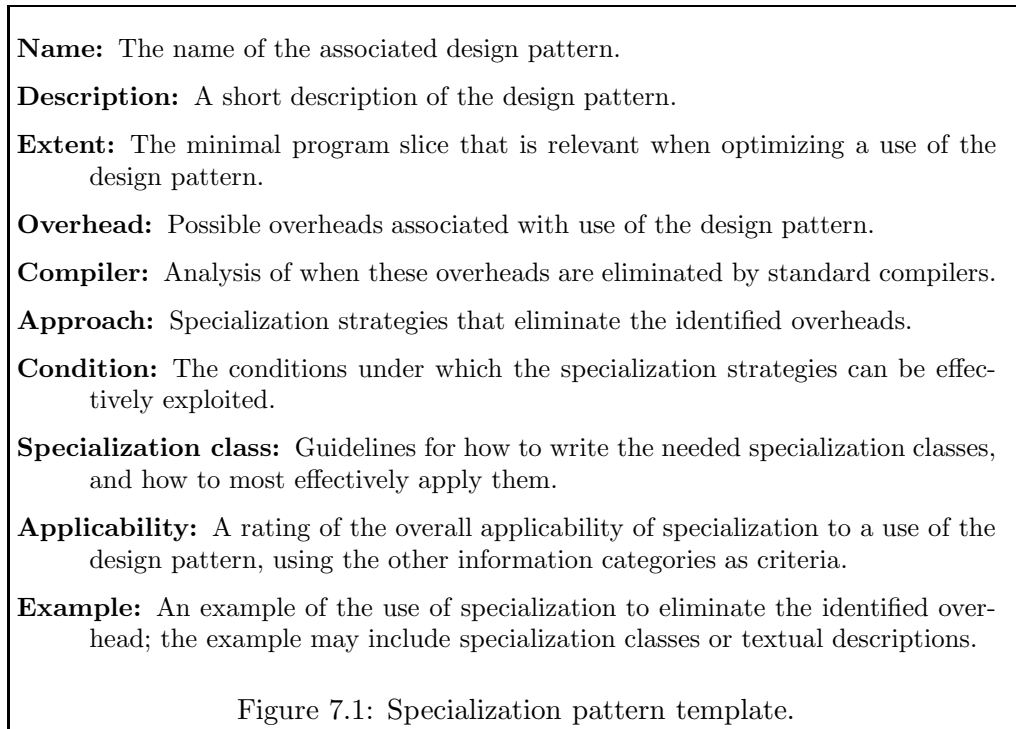 Name: The name of the associated design pattern.
Description: A short description of the design pattern.
Extent: The minimal program slice that is relevant when optimizing a use of the
design pattern.
Overhead: Possible overheads associated with use of the design pattern.
Compiler: Analysis of when these overheads are eliminated by standard compilers.
Approach: Specialization strategies that eliminate the identified overheads.
Condition: The conditions under which the specialization strategies can be effec-
tively exploited.
Specialization class: Guidelines for how to write the needed specialization classes,
and how to most effectively apply them.
Applicability: A rating of the overall applicability of specialization to a use of the
design pattern, using the other information categories as criteria.
Example: An example of the use of specialization to eliminate the identified over-
head; the example may include specialization classes or textual descriptions.
Figure 7.1: Specialization pattern template.